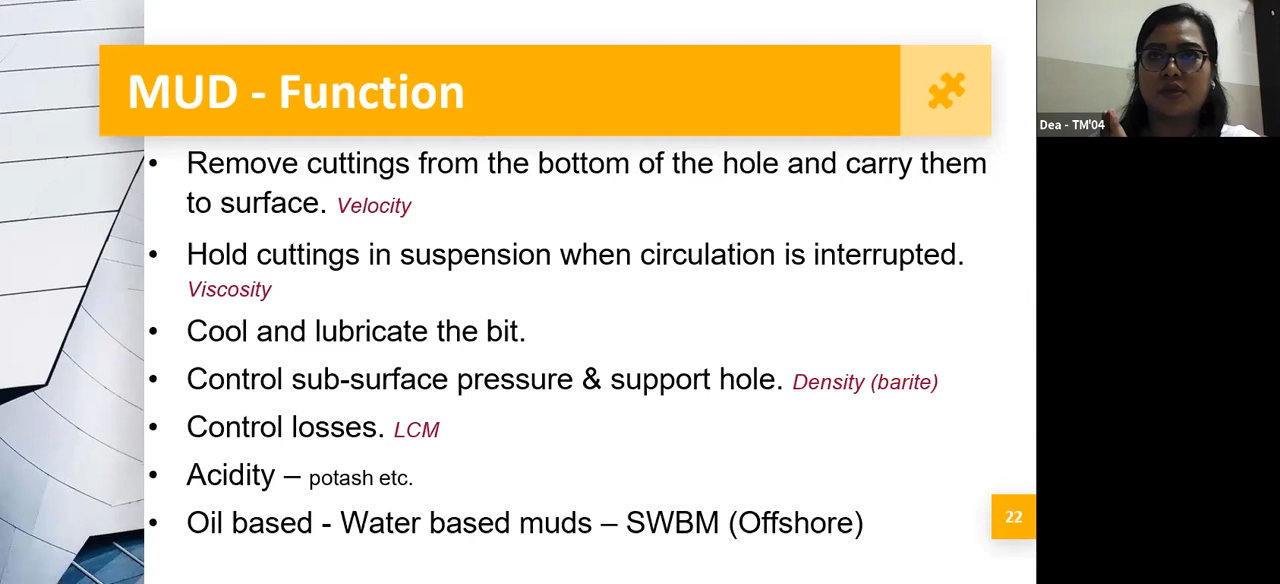 MUD - Function
• Remove cuttings from the bottom of the hole and carry them
to surface. Velocity
• Hold cuttings in suspension when circulation is interrupted.
Viscosity
• Cool and lubricate the bit.
• Control sub-surface pressure & support hole. Density (barite)
• Control losses. LCM
• Acidity – potash etc.
• Oil based - Water based muds – SWBM (Offshore)
22
Dea - TM'04